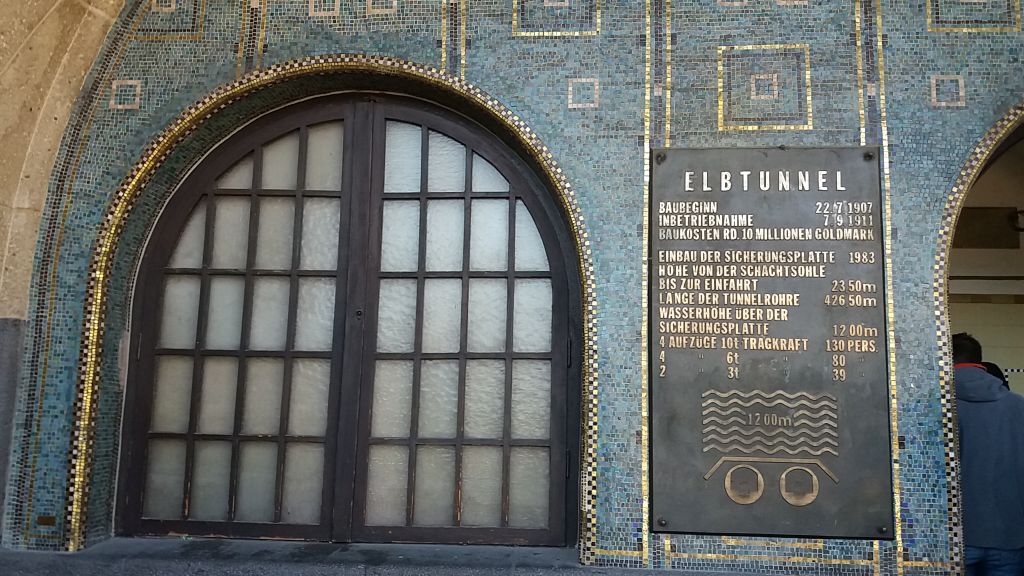 ELBTUNNEL
BAUBEGINN 22 7 1907
INBETRIEBNAHME 7 9 1911
BAUKOSTEN RD. 10 MILLIONEN GOLDMARK
EINBAU DER SICHERUNGSPLATTE 1983
HÖHE VON DER SCHACHTSOHLE
BIS ZUR EINFAHRT 23 50m
LÄNGE DER TUNNELRÖHRE 426 50m
WASSERHÖHE ÜBER DER
SICHERUNGSPLATTE 12 00m
4 AUFZÜGE 10t TRAGKRAFT 130 PERS.
4 " 6t " 80 "
2 " 3t " 39 "
12 00m